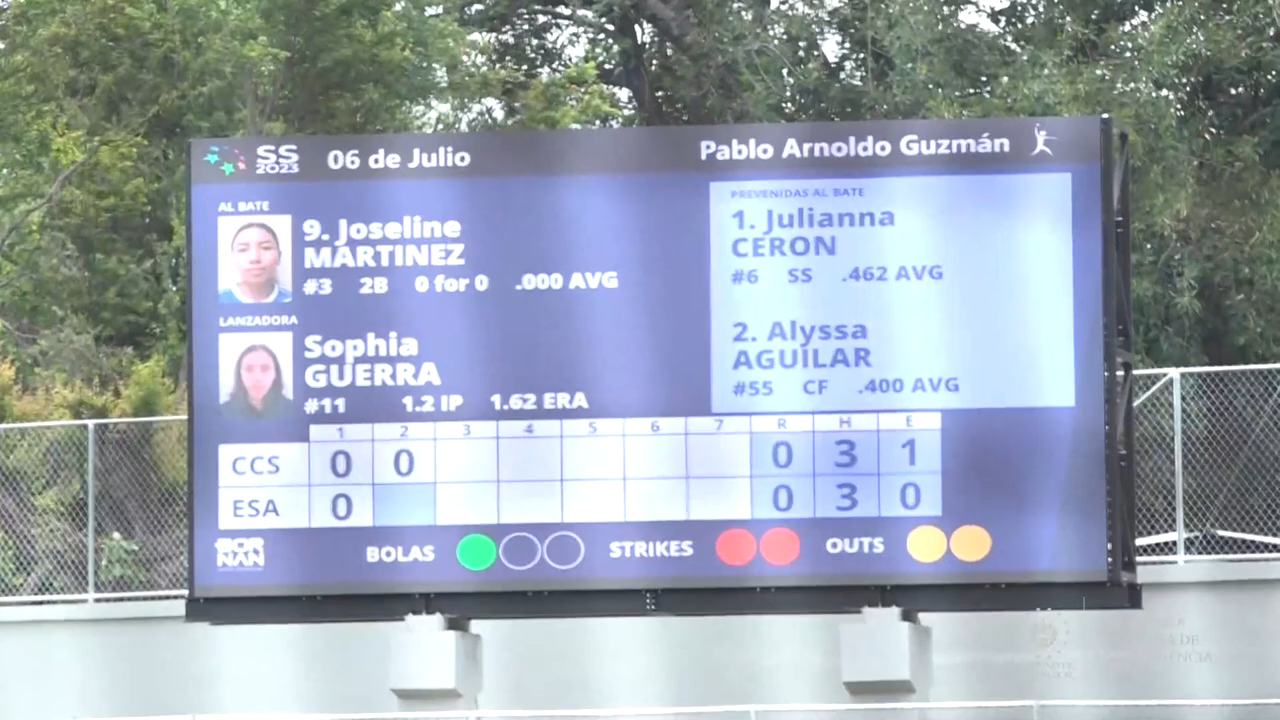 SS 2023
06 de Julio
Pablo Arnoldo Guzmán
AL BATE
9. Joseline
MARTINEZ
#3 2B 0 for 0 .000 AVG
LANZADORA
Sophia
GUERRA
#11 1.2 IP 1.62 ERA
PREVENIDAS AL BATE
1. Julianna
CERON
#6 SS .462 AVG
2. Alyssa
AGUILAR
#55 CF .400 AVG
1 2 3 4 5 6 7 R H E
CCS 0 0 0 3 1
ESA 0 0 3 0
BOLAS STRIKES OUTS